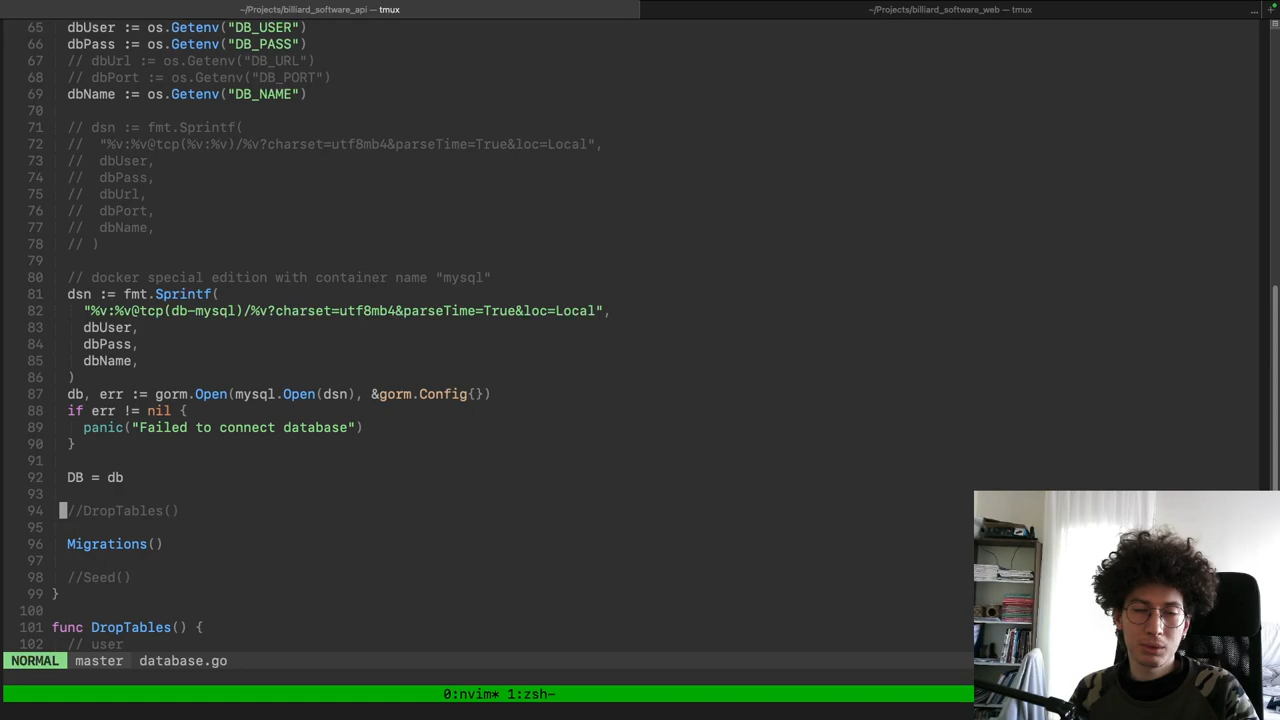 ~/Projects/billiard_software_api — tmux
~/Projects/billiard_software_web — tmux
...
65 dbUser := os.Getenv("DB_USER")
66 dbPass := os.Getenv("DB_PASS")
67 // dbUrl := os.Getenv("DB_URL")
68 // dbPort := os.Getenv("DB_PORT")
69 dbName := os.Getenv("DB_NAME")
70
71 // dsn := fmt.Sprintf(
72 // "%v:%v@tcp(%v:%v)/%v?charset=utf8mb4&parseTime=True&loc=Local",
73 // dbUser,
74 // dbPass,
75 // dbUrl,
76 // dbPort,
77 // dbName,
78 // )
79
80 // docker special edition with container name "mysql"
81 dsn := fmt.Sprintf(
82 "%v:%v@tcp(db-mysql)/%v?charset=utf8mb4&parseTime=True&loc=Local",
83 dbUser,
84 dbPass,
85 dbName,
86 )
87 db, err := gorm.Open(mysql.Open(dsn), &gorm.Config{})
88 if err != nil {
89 panic("Failed to connect database")
90 }
91
92 DB = db
93
94 //DropTables()
95
96 Migrations()
97
98 //Seed()
99 }
100
101 func DropTables() {
102 // user
NORMAL master database.go
0:nvim* 1:zsh-